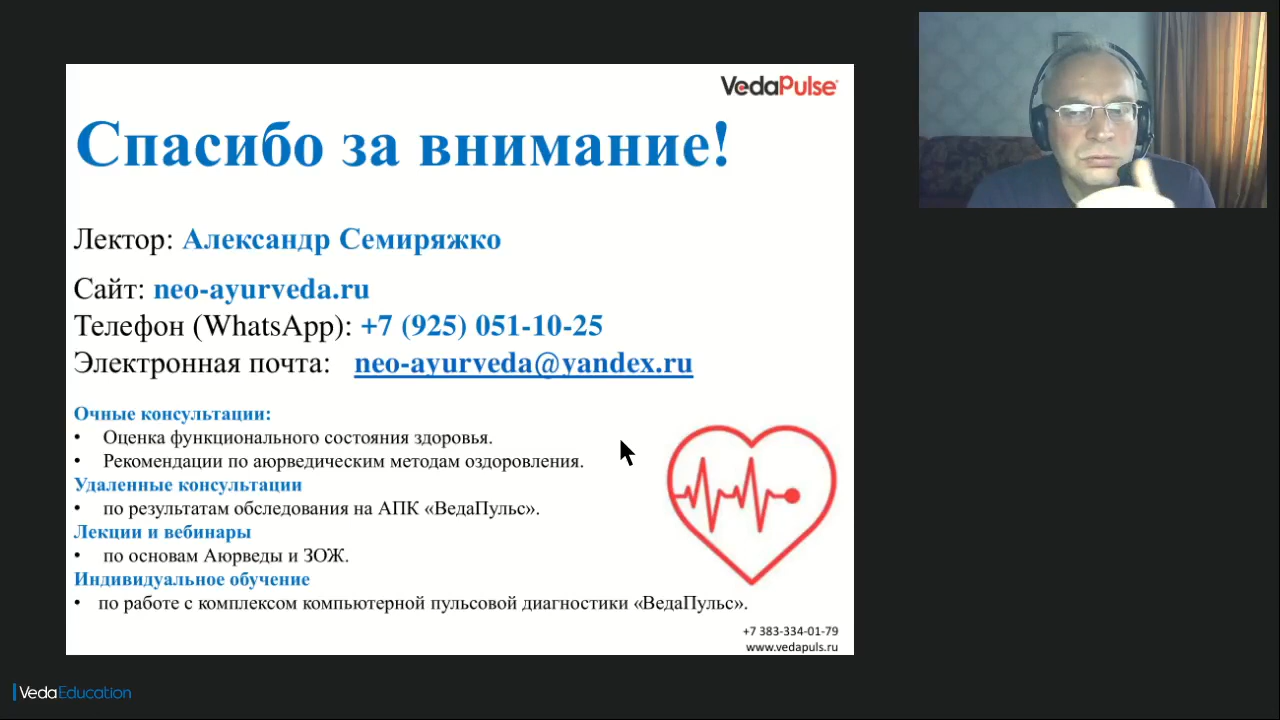 VedaPulse
Спасибо за внимание!
Лектор: Александр Семиряжко
Сайт: neo-ayurveda.ru
Телефон (WhatsApp): +7 (925) 051-10-25
Электронная почта: neo-ayurveda@yandex.ru
Очные консультации:
• Оценка функционального состояния здоровья.
• Рекомендации по аюрведическим методам оздоровления.
Удаленные консультации
• по результатам обследования на АПК «ВедаПульс».
Лекции и вебинары
• по основам Аюрведы и ЗОЖ.
Индивидуальное обучение
• по работе с комплексом компьютерной пульсовой диагностики «ВедаПульс».
+7 383-334-01-79
www.vedapuls.ru
VedaEducation